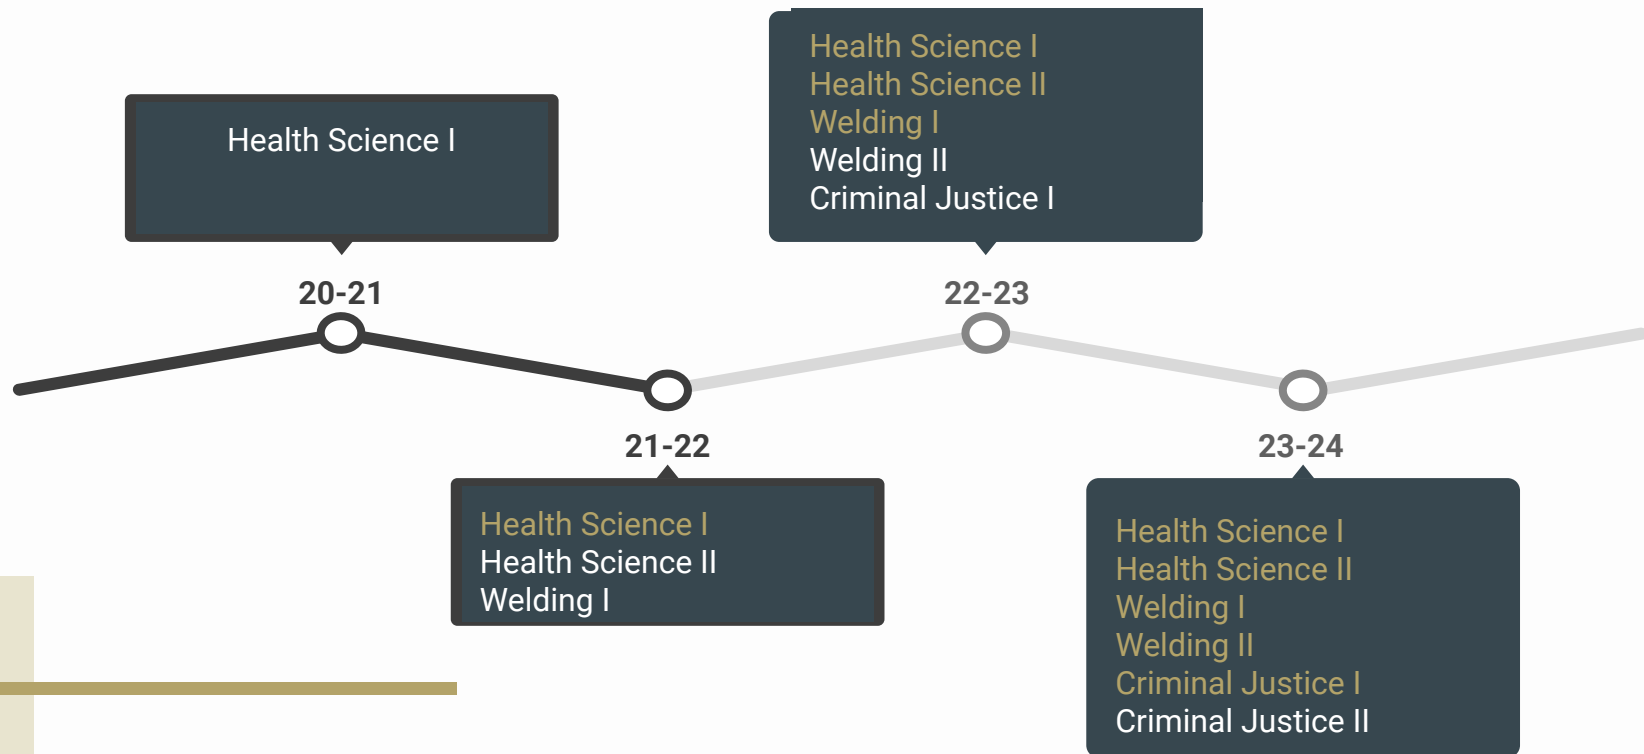 Health Science I
20-21
21-22
Health Science I
Health Science II
Welding I
Health Science I
Health Science II
Welding I
Welding II
Criminal Justice I
22-23
23-24
Health Science I
Health Science II
Welding I
Welding II
Criminal Justice I
Criminal Justice II